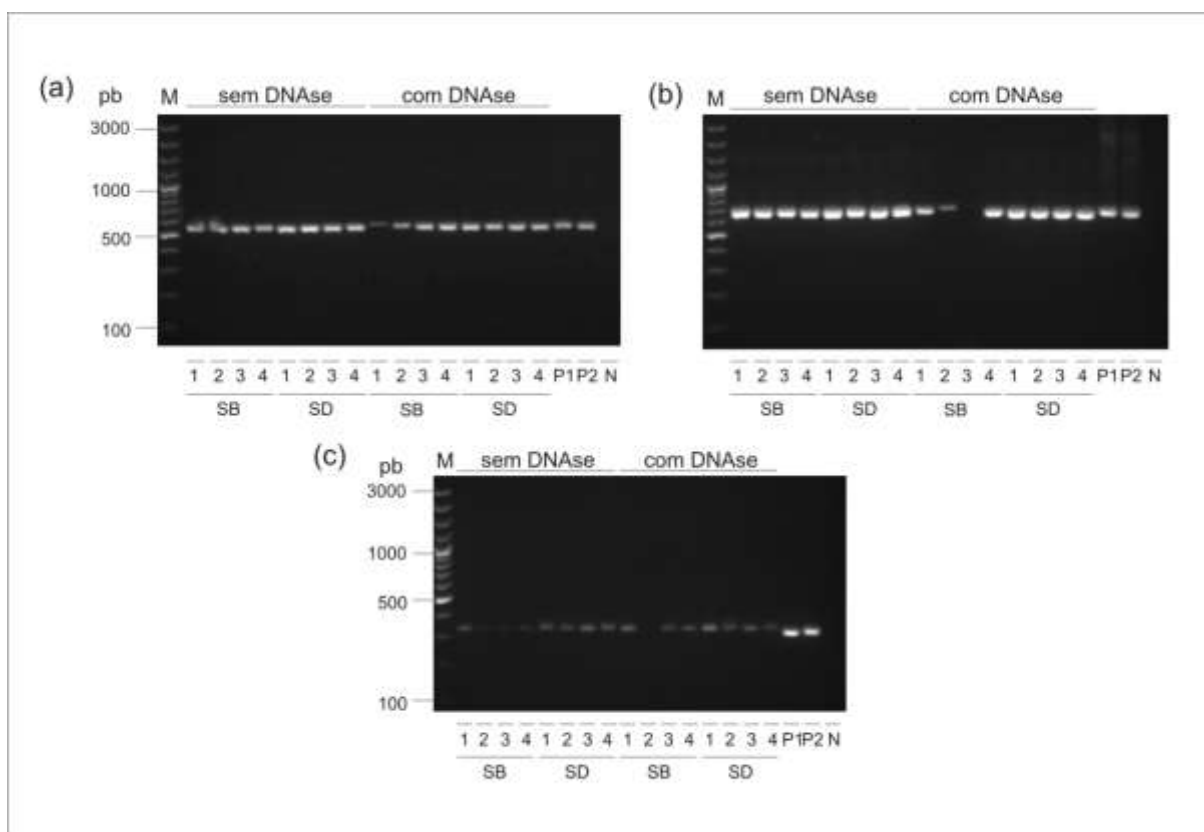 (a) pb M sem DNAse com DNAse
3000
1000
500
100
1 2 3 4 1 2 3 4 1 2 3 4 1 2 3 4 P1 P2 N
SB SD SB SD
(b) M sem DNAse com DNAse
1 2 3 4 1 2 3 4 1 2 3 4 1 2 3 4 P1 P2 N
SB SD SB SD
(c) pb M sem DNAse com DNAse
3000
1000
500
100
1 2 3 4 1 2 3 4 1 2 3 4 1 2 3 4 P1 P2 N
SB SD SB SD